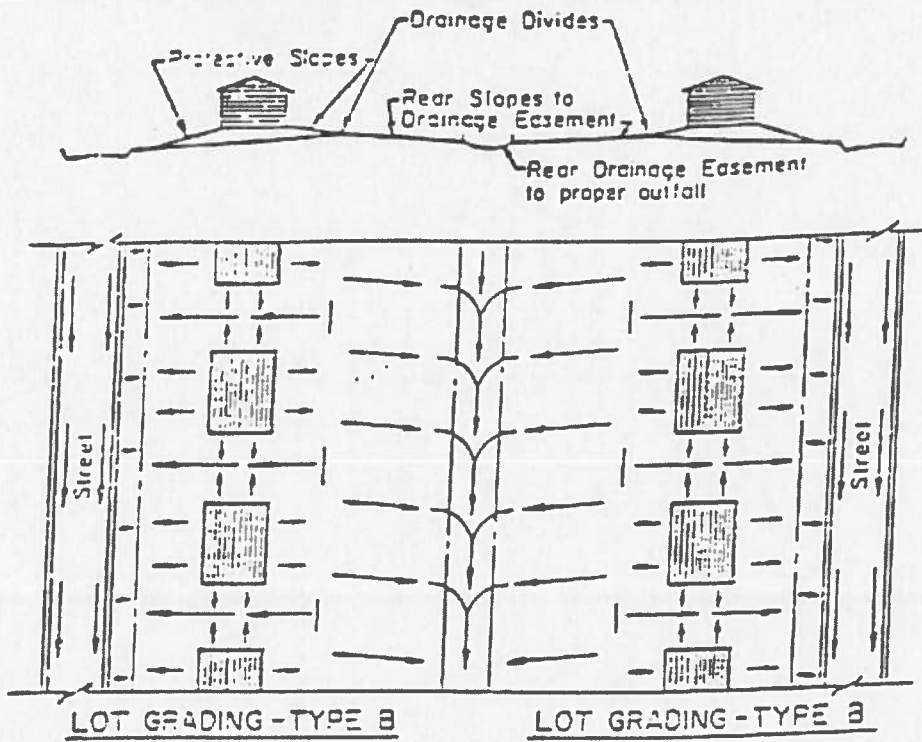 Drainage Divides
Protective Slopes
Rear Slopes to
Drainage Easement
Rear Drainage Easement
to proper outfall
Street
Street
LOT GRADING - TYPE B
LOT GRADING - TYPE B